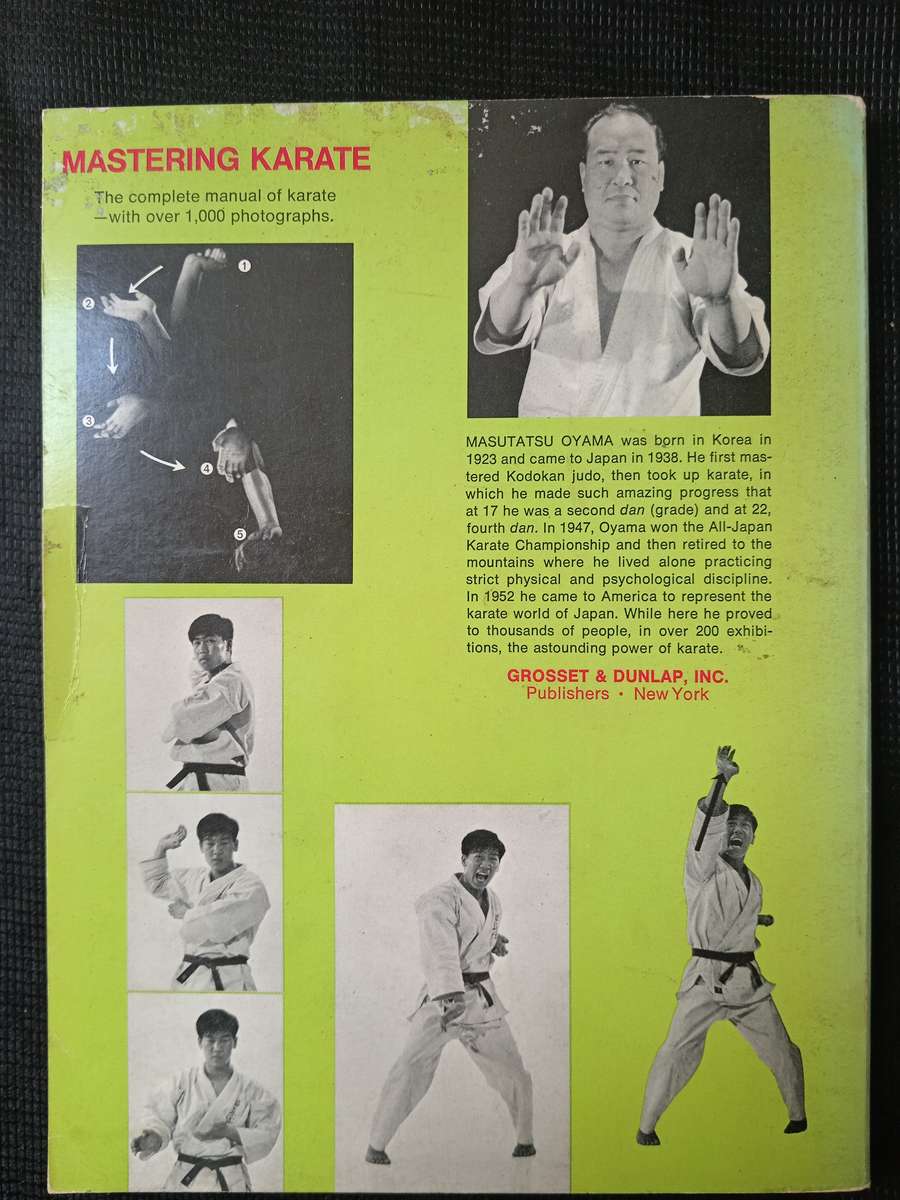 MASTERING KARATE
The complete manual of karate
—with over 1,000 photographs.
1
2
3
4
5
MASUTATSU OYAMA was born in Korea in
1923 and came to Japan in 1938. He first mas-
tered Kodokan judo, then took up karate, in
which he made such amazing progress that
at 17 he was a second dan (grade) and at 22,
fourth dan. In 1947, Oyama won the All-Japan
Karate Championship and then retired to the
mountains where he lived alone practicing
strict physical and psychological discipline.
In 1952 he came to America to represent the
karate world of Japan. While here he proved
to thousands of people, in over 200 exhibi-
tions, the astounding power of karate.
GROSSET & DUNLAP, INC.
Publishers • New York